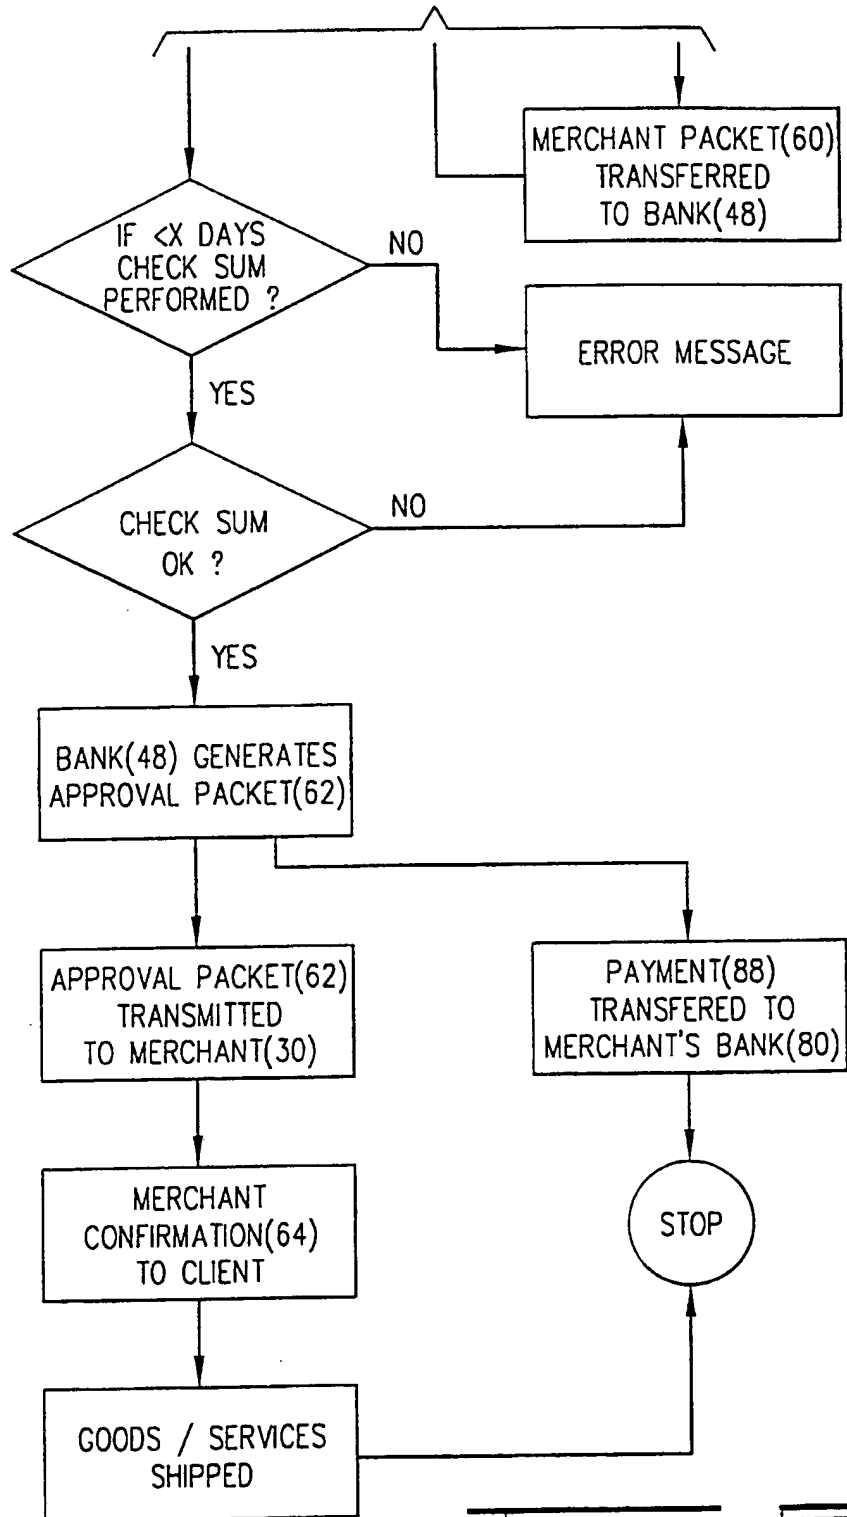 MERCHANT PACKET(60)
TRANSFERRED
TO BANK(48)
IF <X DAYS
CHECK SUM
PERFORMED ?
NO
ERROR MESSAGE
YES
CHECK SUM
OK ?
NO
YES
BANK(48) GENERATES
APPROVAL PACKET(62)
APPROVAL PACKET(62)
TRANSMITTED
TO MERCHANT(30)
PAYMENT(88)
TRANSFERED TO
MERCHANT'S BANK(80)
MERCHANT
CONFIRMATION(64)
TO CLIENT
STOP
GOODS / SERVICES
SHIPPED